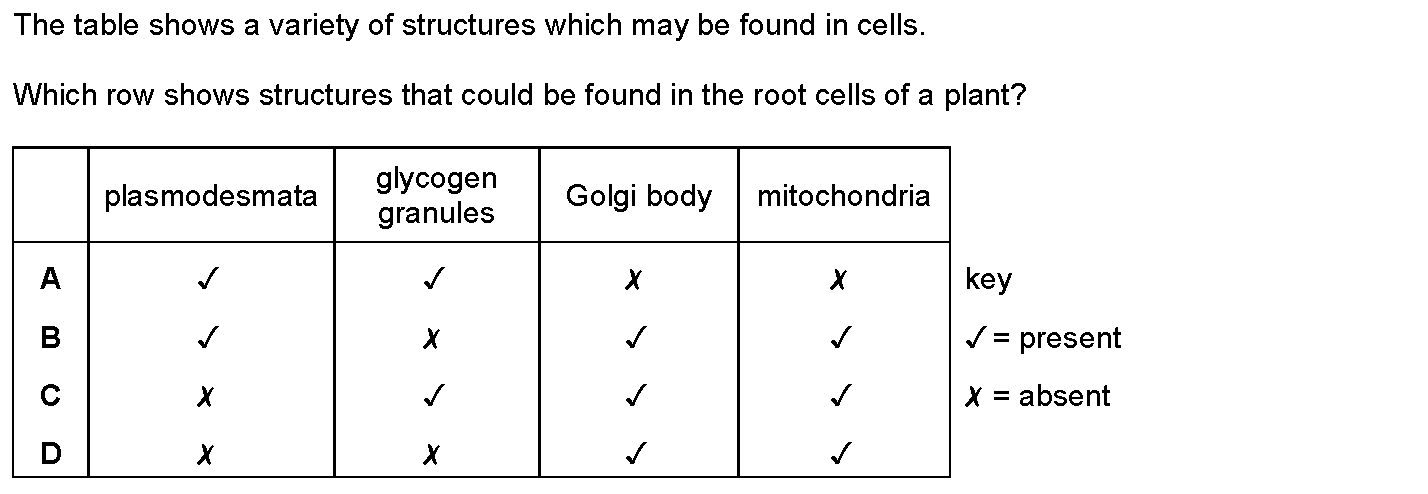 The table shows a variety of structures which may be found in cells.
Which row shows structures that could be found in the root cells of a plant?
plasmodesmata glycogen granules Golgi body mitochondria
A ✓ ✓ ✗ ✗ key
B ✓ ✗ ✓ ✓ ✓ = present
C ✗ ✓ ✓ ✓ ✗ = absent
D ✗ ✗ ✓ ✓